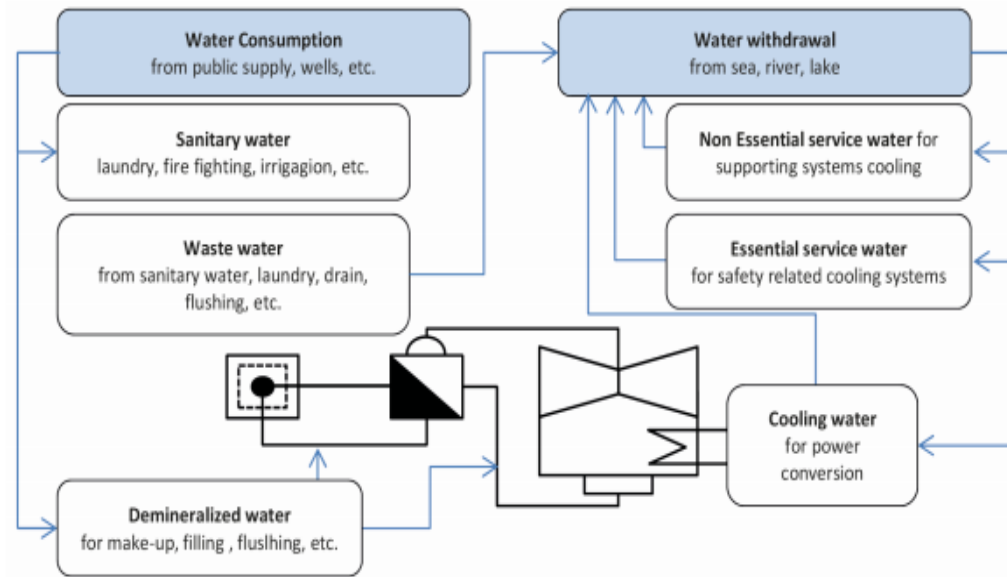 Water Consumption
from public supply, wells, etc.
Water withdrawal
from sea, river, lake
Sanitary water
laundry, fire fighting, irrigagion, etc.
Non Essential service water for
supporting systems cooling
Waste water
from sanitary water, laundry, drain,
flushing, etc.
Essential service water
for safety related cooling systems
Cooling water
for power
conversion
Demineralized water
for make-up, filling , fluslhing, etc.